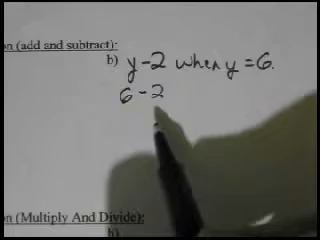 on (add and subtract):
b) y - 2 when y = 6.
6 - 2
on (Multiply And Divide):
b)